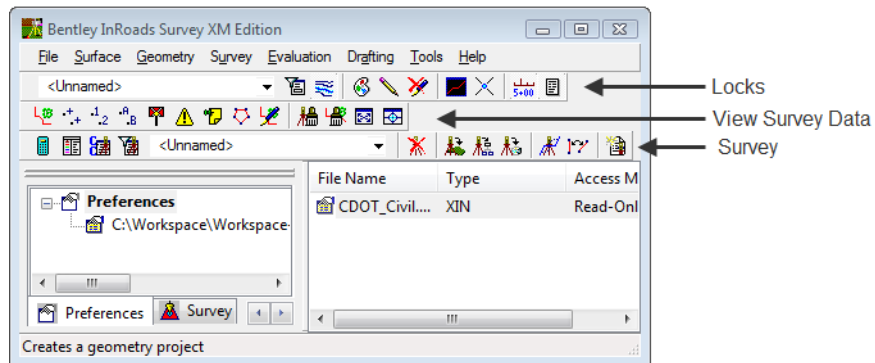 Bentley InRoads Survey XM Edition
File Surface Geometry Survey Evaluation Drafting Tools Help
<Unnamed> 5+00 Locks
1 2 A B View Survey Data
<Unnamed> Survey
File Name Type Access M
Preferences CDOT_Civil.... XIN Read-Onl
C:\Workspace\Workspace-
Preferences Survey
Creates a geometry project